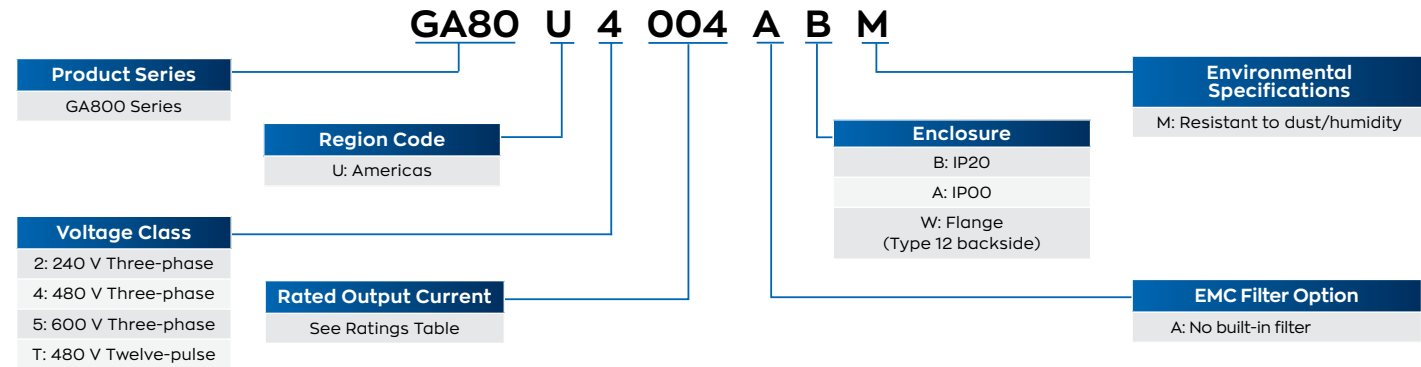 GA80 U 4 004 A B M
Product Series
GA800 Series
Environmental
Specifications
M: Resistant to dust/humidity
Region Code
U: Americas
Enclosure
B: IP20
A: IP00
W: Flange
(Type 12 backside)
Voltage Class
2: 240 V Three-phase
4: 480 V Three-phase
5: 600 V Three-phase
T: 480 V Twelve-pulse
Rated Output Current
See Ratings Table
EMC Filter Option
A: No built-in filter